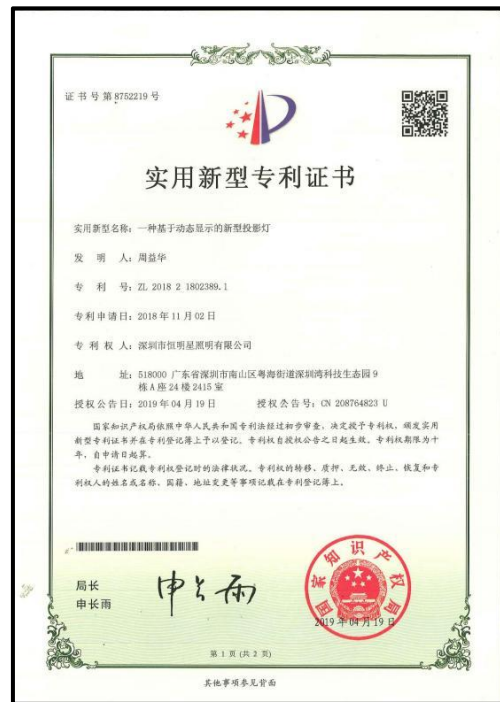 证书号第8752219号
实用新型专利证书
实用新型名称：一种基于动态显示的新型投影灯
发 明 人：周益华
专 利 号：ZL 2018 2 1802389.1
专利申请日：2018年11月02日
专 利 权 人：深圳市恒明星照明有限公司
地 址：518000 广东省深圳市南山区粤海街道深圳湾科技生态园9
栋A座24楼2415室
授权公告日：2019年04月19日 授权公告号：CN 208764823 U
国家知识产权局依照中华人民共和国专利法经过初步审查，决定授予专利权，颁发实用
新型专利证书并在专利登记簿上予以登记。专利权自授权公告之日起生效。专利权期限为十
年，自申请日起算。
专利证书记载专利权登记时的法律状况。专利权的转移、质押、无效、终止、恢复和专
利权人的姓名或名称、国籍、地址变更等事项记载在专利登记簿上。
局长
申长雨
申长雨
国家知识产权局
2019年04月19日
第 1 页 (共 2 页)
其他事项参见背面